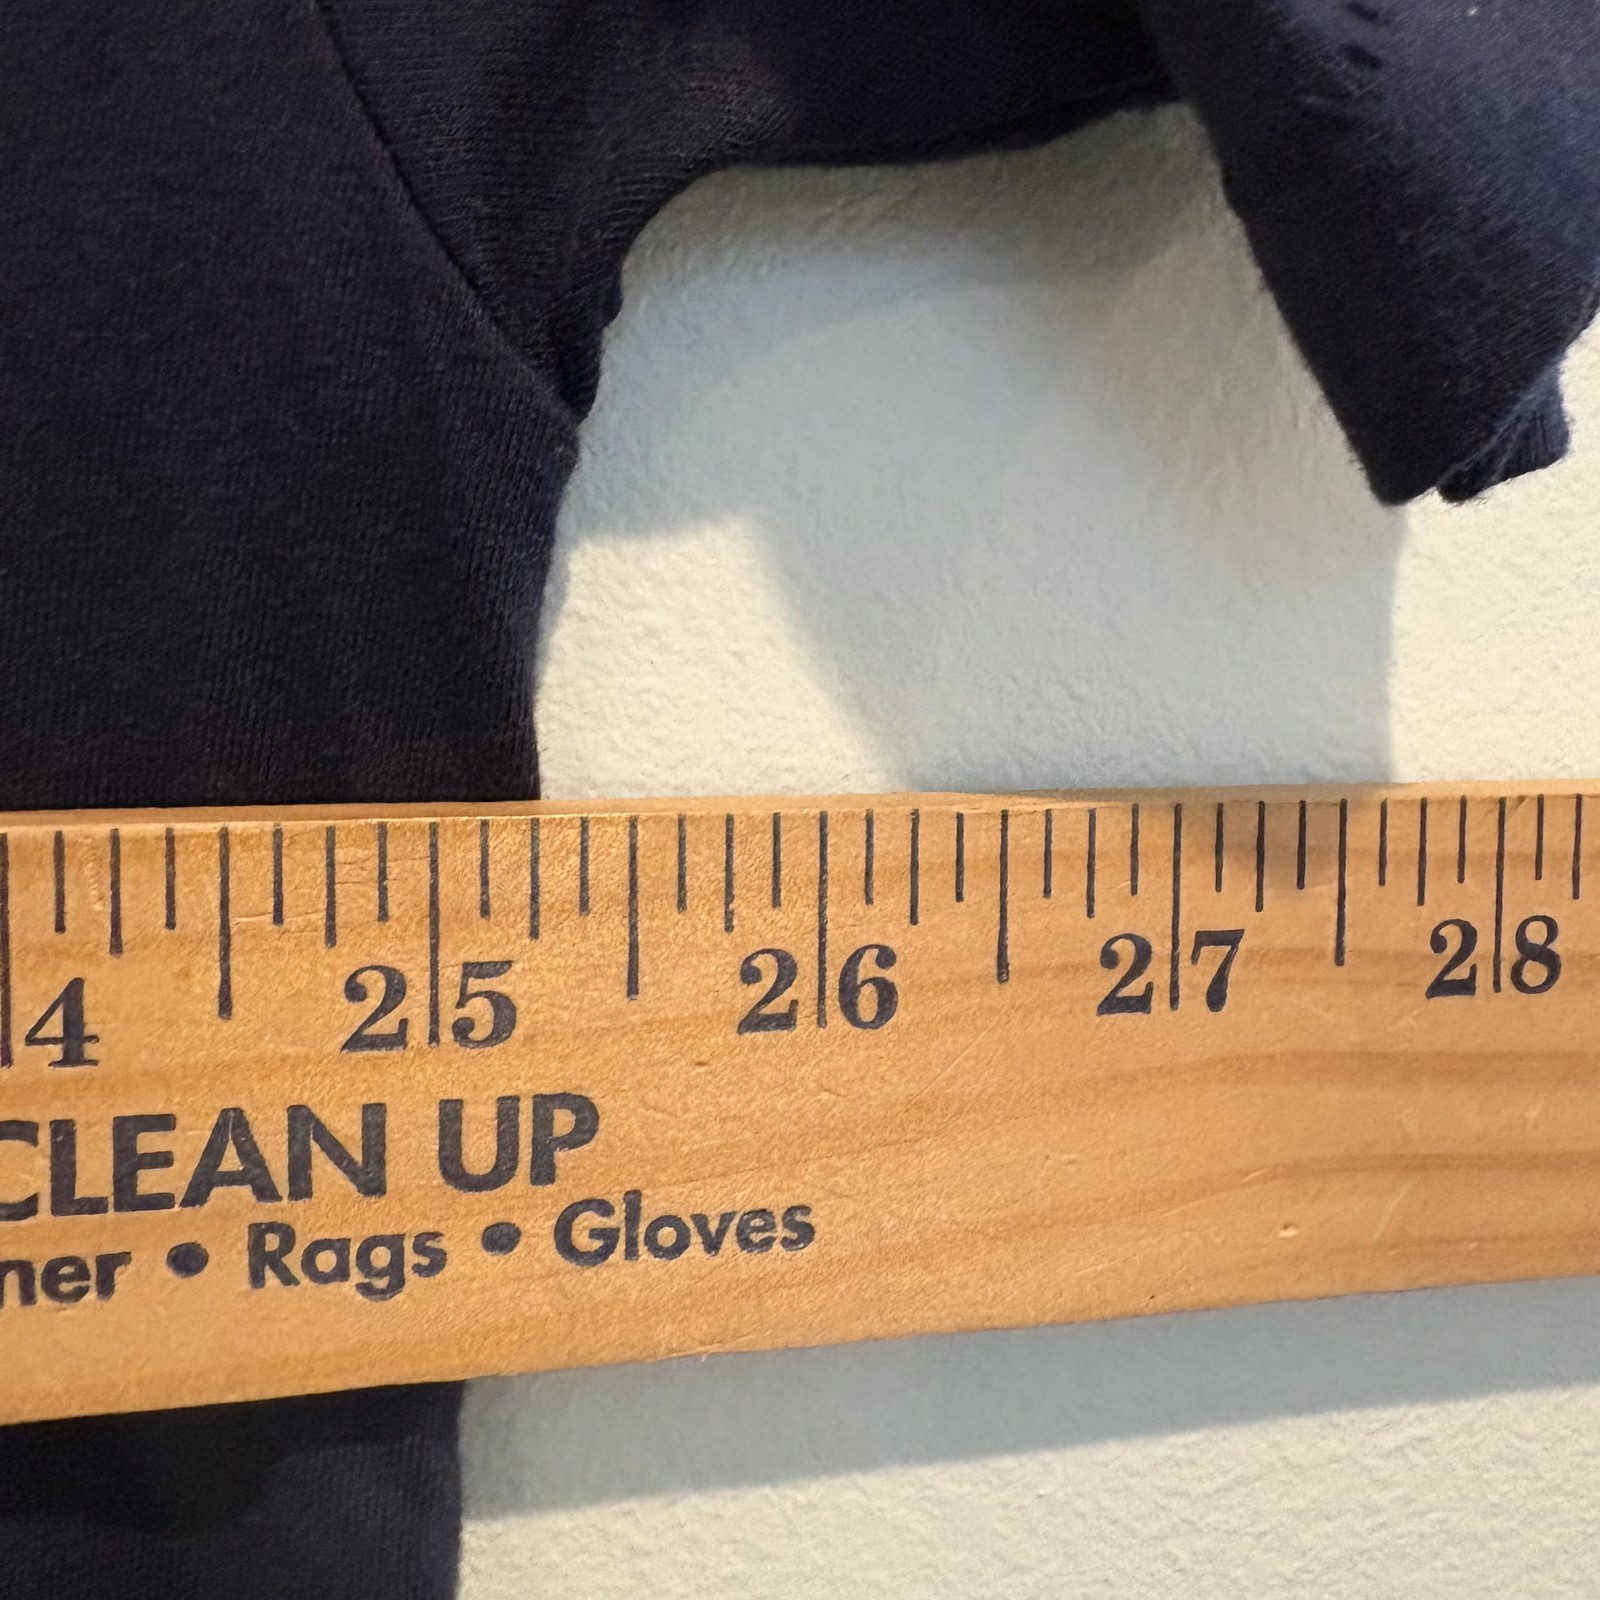 4 25 26 27 28
CLEAN UP
ner • Rags • Gloves